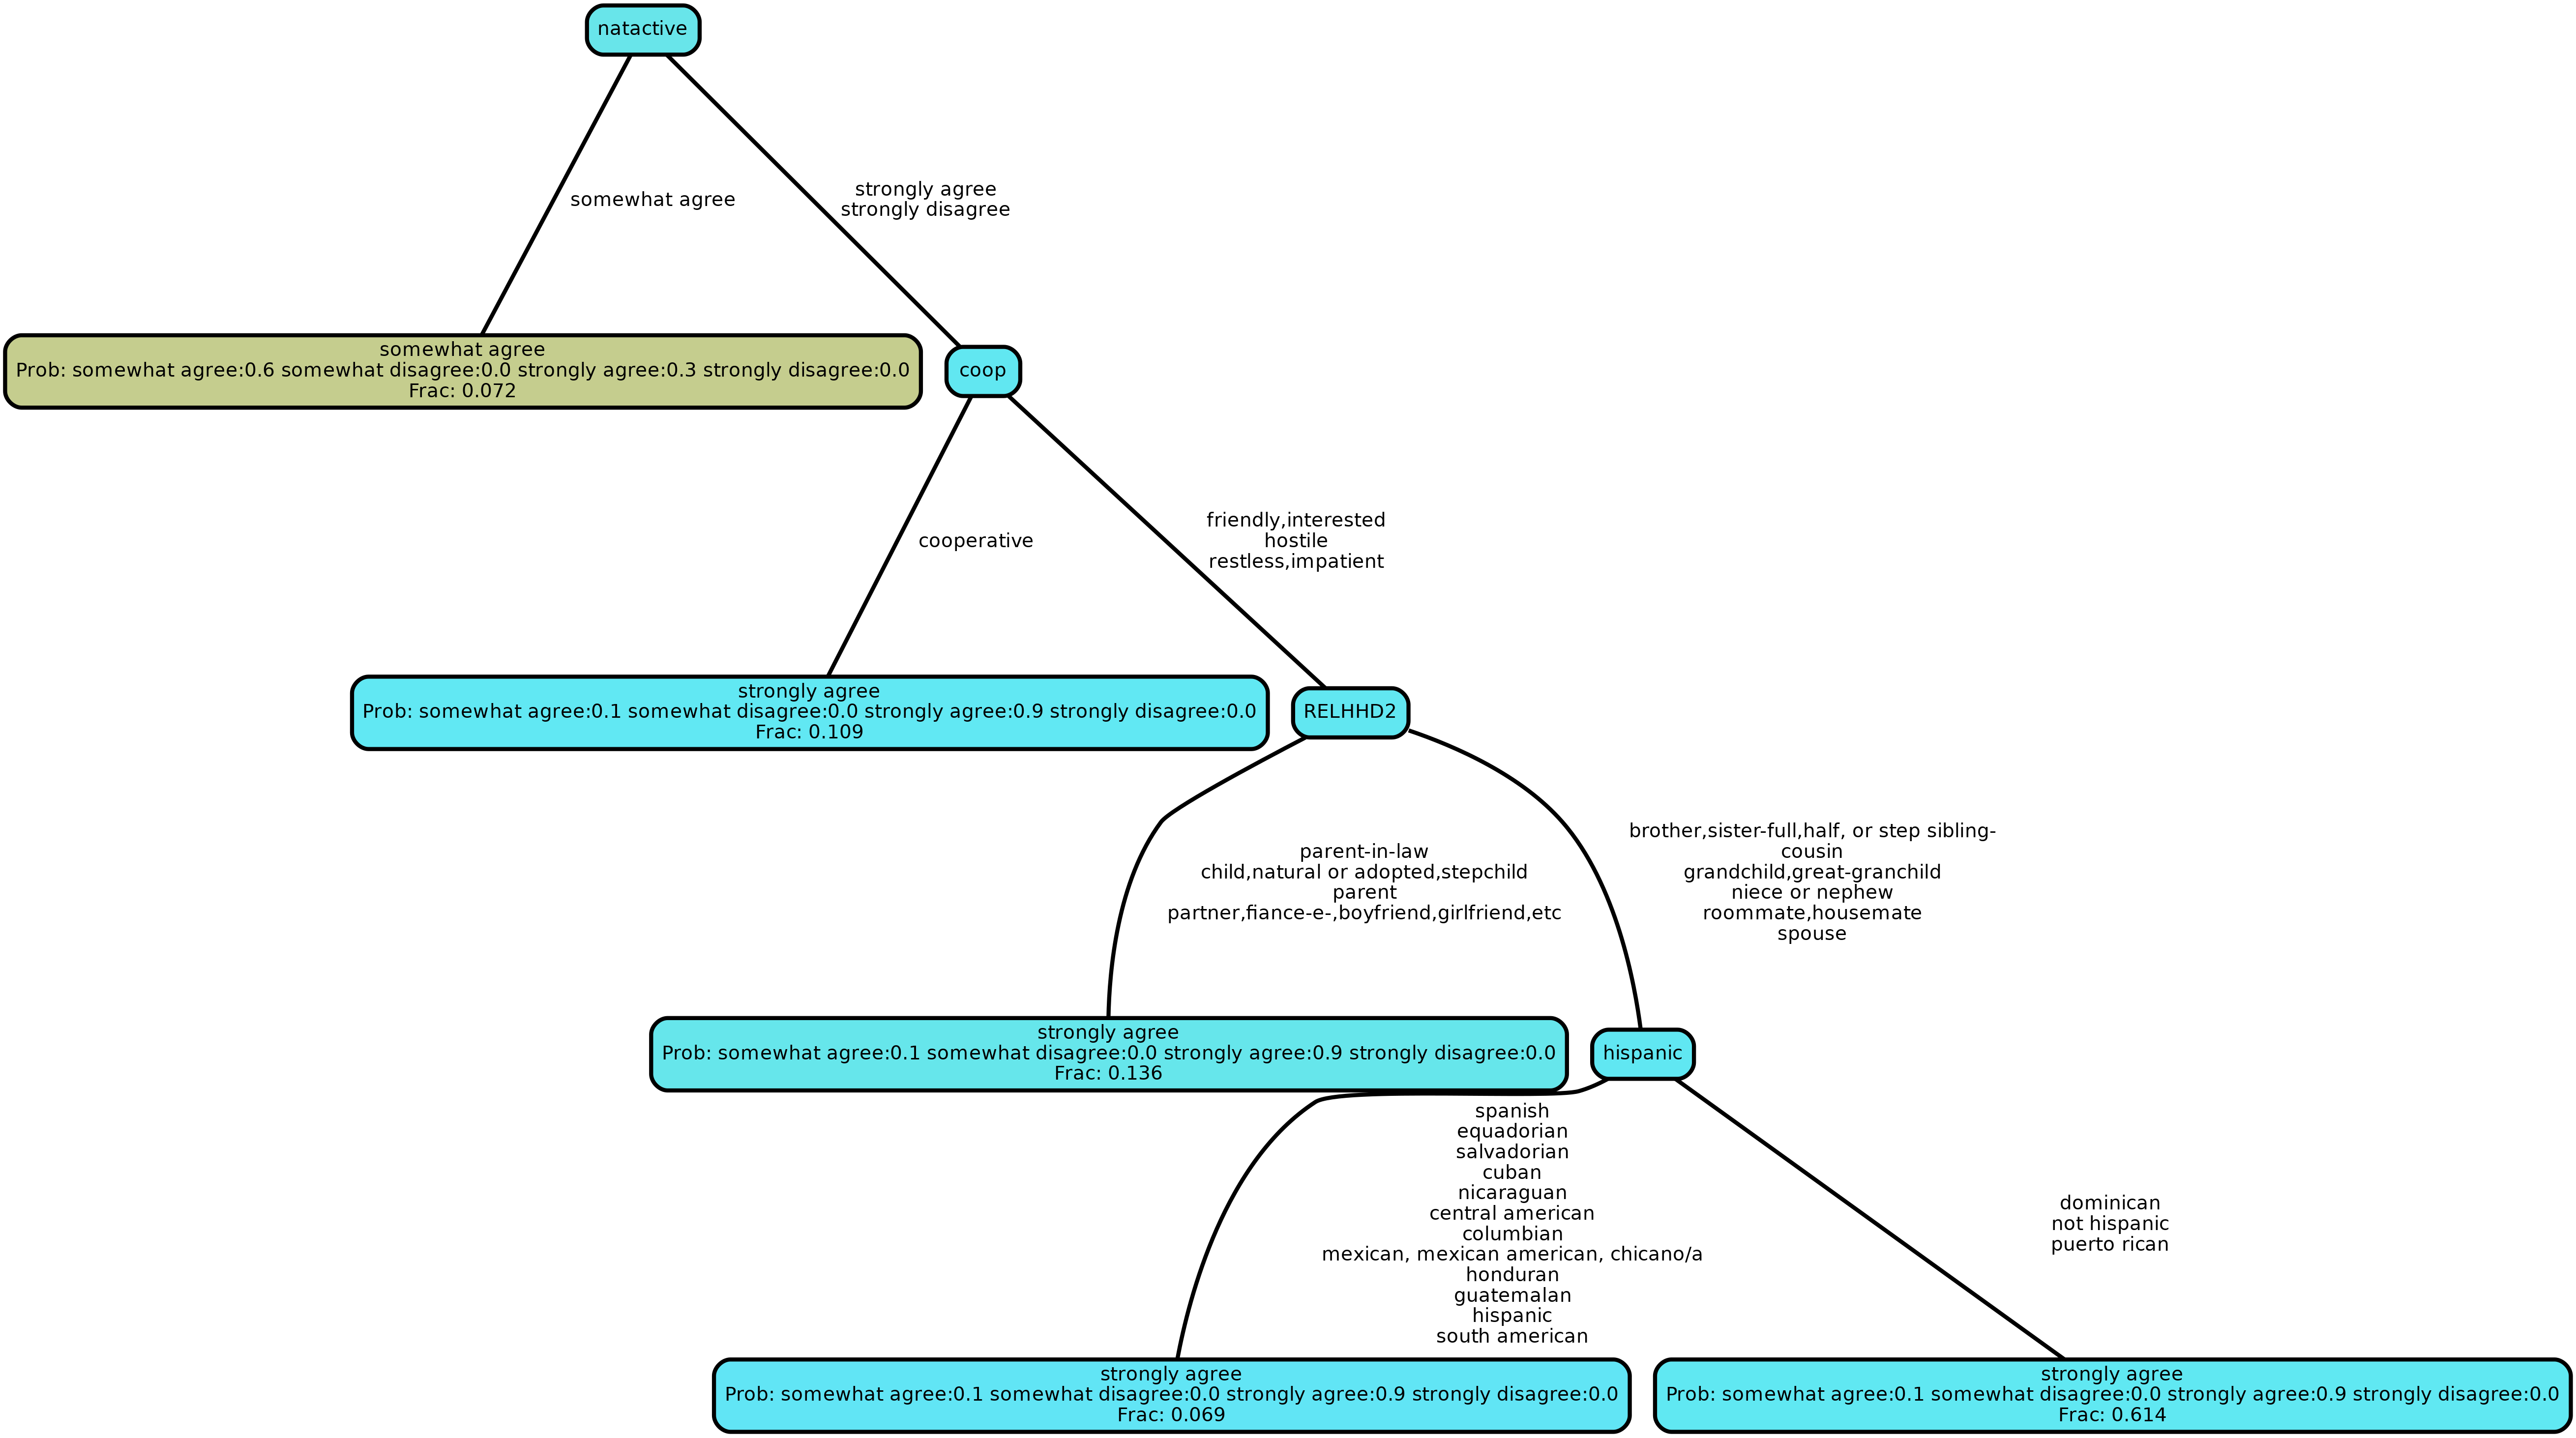 natactive
somewhat agree
strongly agree
strongly disagree
somewhat agree
Prob: somewhat agree:0.6 somewhat disagree:0.0 strongly agree:0.3 strongly disagree:0.0
Frac: 0.072
coop
cooperative
friendly,interested
hostile
restless,impatient
strongly agree
Prob: somewhat agree:0.1 somewhat disagree:0.0 strongly agree:0.9 strongly disagree:0.0
Frac: 0.109
RELHHD2
parent-in-law
child,natural or adopted,stepchild
parent
partner,fiance-e-,boyfriend,girlfriend,etc
brother,sister-full,half, or step sibling-
cousin
grandchild,great-granchild
niece or nephew
roommate,housemate
spouse
strongly agree
Prob: somewhat agree:0.1 somewhat disagree:0.0 strongly agree:0.9 strongly disagree:0.0
Frac: 0.136
hispanic
spanish
equadorian
salvadorian
cuban
nicaraguan
central american
columbian
mexican, mexican american, chicano/a
honduran
guatemalan
hispanic
south american
dominican
not hispanic
puerto rican
strongly agree
Prob: somewhat agree:0.1 somewhat disagree:0.0 strongly agree:0.9 strongly disagree:0.0
Frac: 0.069
strongly agree
Prob: somewhat agree:0.1 somewhat disagree:0.0 strongly agree:0.9 strongly disagree:0.0
Frac: 0.614